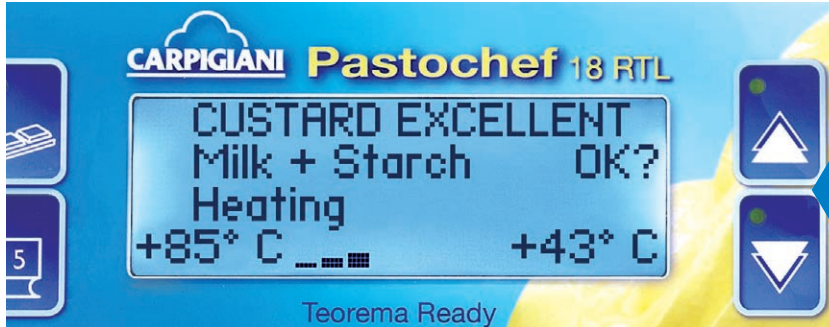 CARPIGIANI Pastochef 18 RTL
CUSTARD EXCELLENT
Milk + Starch OK?
Heating
+85° C +43° C
5
Teorema Ready